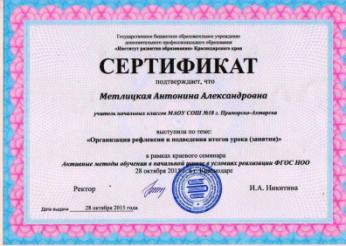 Государственное бюджетное образовательное учреждение
дополнительного профессионального образования
«Институт развития образования» Краснодарского края
СЕРТИФИКАТ
подтверждает, что
Метлицкая Антонина Александровна
учитель начальных классов МАОУ СОШ №18 г. Приморско-Ахтарска
выступила по теме:
«Организация рефлексии и подведения итогов урока (занятия)»
в рамках краевого семинара
Активные методы обучения в начальной школе в условиях реализации ФГОС НОО
28 октября 2015 г. г. Краснодаре
Ректор И.А. Никитина
Дата выдачи 28 октября 2015 года